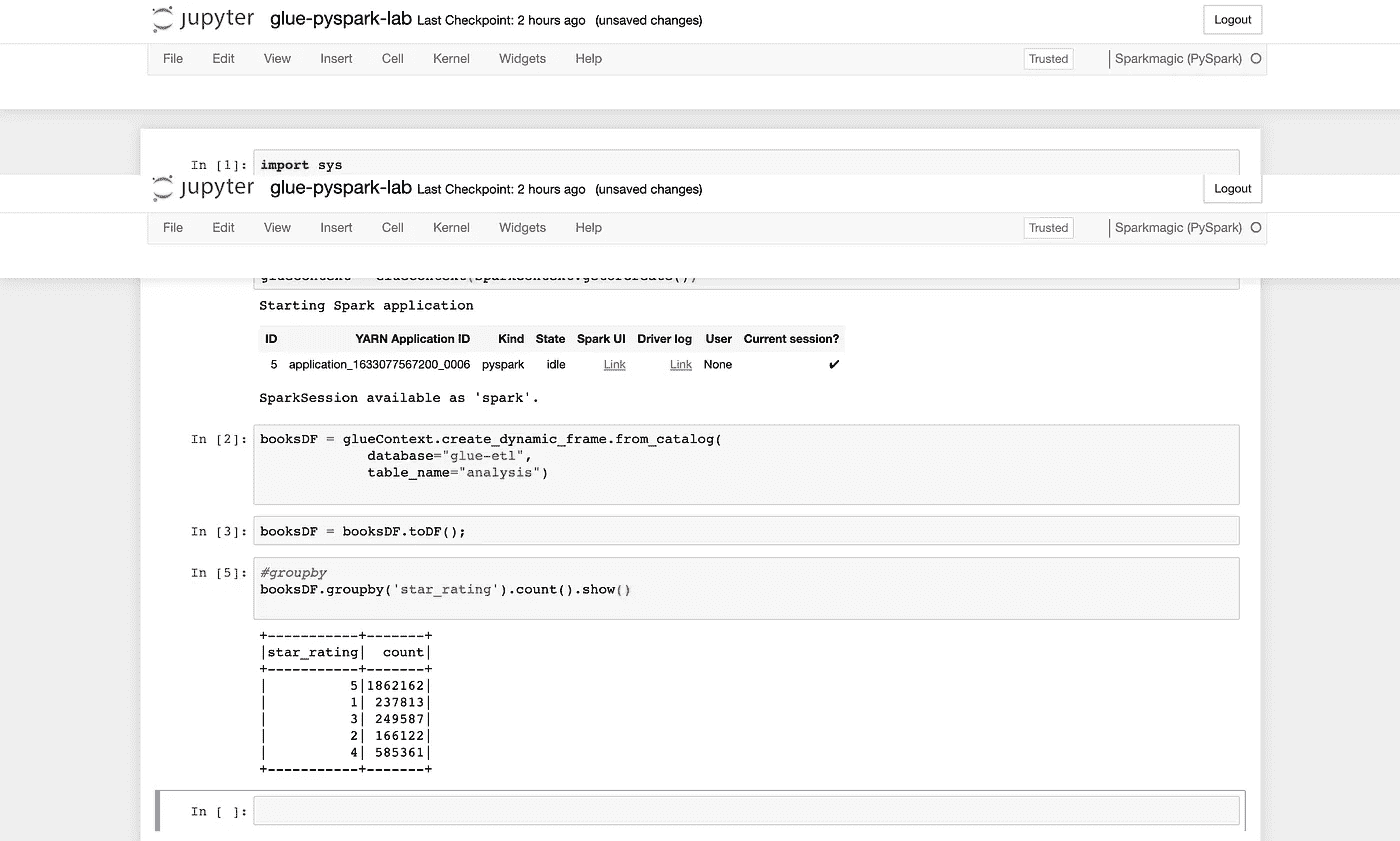 jupyter glue-pyspark-lab Last Checkpoint: 2 hours ago (unsaved changes) Logout
File Edit View Insert Cell Kernel Widgets Help Trusted Sparkmagic (PySpark)
In [1]: import sys
jupyter glue-pyspark-lab Last Checkpoint: 2 hours ago (unsaved changes) Logout
File Edit View Insert Cell Kernel Widgets Help Trusted Sparkmagic (PySpark)
Starting Spark application
ID YARN Application ID Kind State Spark UI Driver log User Current session?
5 application_1633077567200_0006 pyspark idle Link Link None ✔
SparkSession available as 'spark'.
In [2]: booksDF = glueContext.create_dynamic_frame.from_catalog(
database="glue-etl",
table_name="analysis")
In [3]: booksDF = booksDF.toDF();
In [5]: #groupby
booksDF.groupby('star_rating').count().show()
+-----------+-------+
|star_rating|  count|
+-----------+-------+
|          5|1862162|
|          1| 237813|
|          3| 249587|
|          2| 166122|
|          4| 585361|
+-----------+-------+
In [ ]: